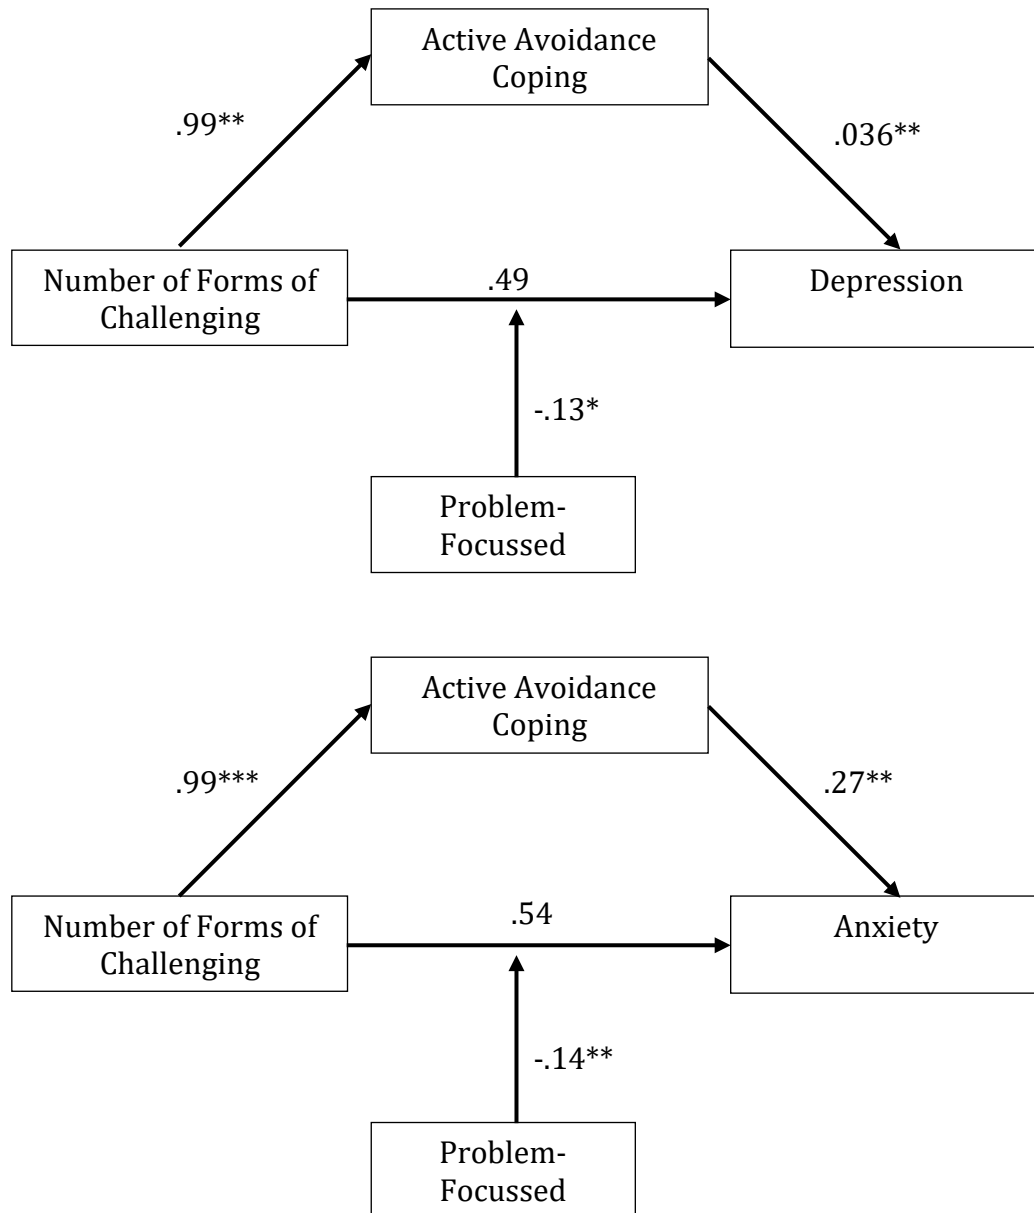 Active Avoidance
Coping
.99**
.036**
Number of Forms of
Challenging
.49
Depression
-.13*
Problem-
Focussed
Active Avoidance
Coping
.99***
.27**
Number of Forms of
Challenging
.54
Anxiety
-.14**
Problem-
Focussed